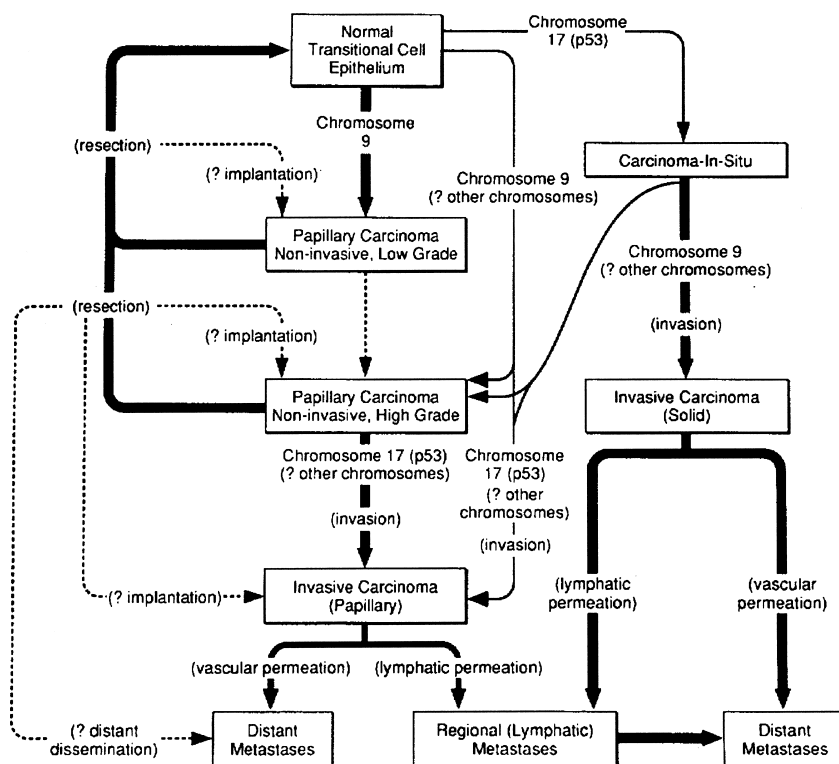 Normal
Transitional Cell
Epithelium
Chromosome
17 (p53)
Chromosome
9
(resection)
(? implantation)
Carcinoma-In-Situ
Chromosome 9
(? other chromosomes)
Papillary Carcinoma
Non-invasive, Low Grade
Chromosome 9
(? other chromosomes)
(resection)
(? implantation)
(invasion)
Papillary Carcinoma
Non-invasive, High Grade
Invasive Carcinoma
(Solid)
Chromosome 17 (p53)
(? other chromosomes)
(invasion)
Chromosome
17 (p53)
(? other
chromosomes)
(invasion)
(? implantation)
Invasive Carcinoma
(Papillary)
(lymphatic
permeation)
(vascular
permeation)
(vascular permeation)
(lymphatic permeation)
(? distant
dissemination)
Distant
Metastases
Regional (Lymphatic)
Metastases
Distant
Metastases